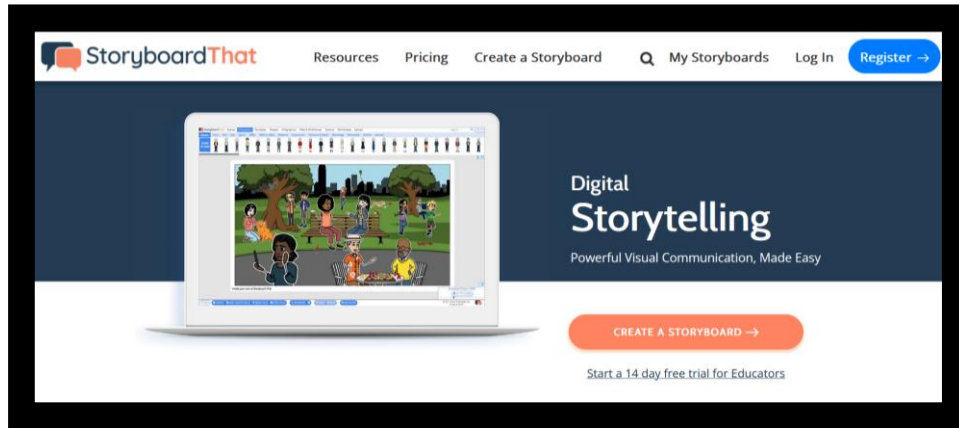 StoryboardThat Resources Pricing Create a Storyboard My Storyboards Log In Register →
Digital
Storytelling
Powerful Visual Communication, Made Easy
CREATE A STORYBOARD →
Start a 14 day free trial for Educators